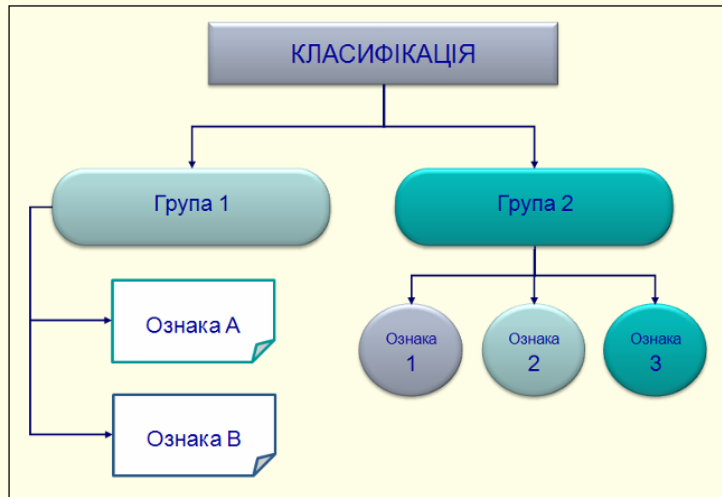 КЛАСИФІКАЦІЯ
Група 1
Група 2
Ознака А
Ознака В
Ознака
1
Ознака
2
Ознака
3